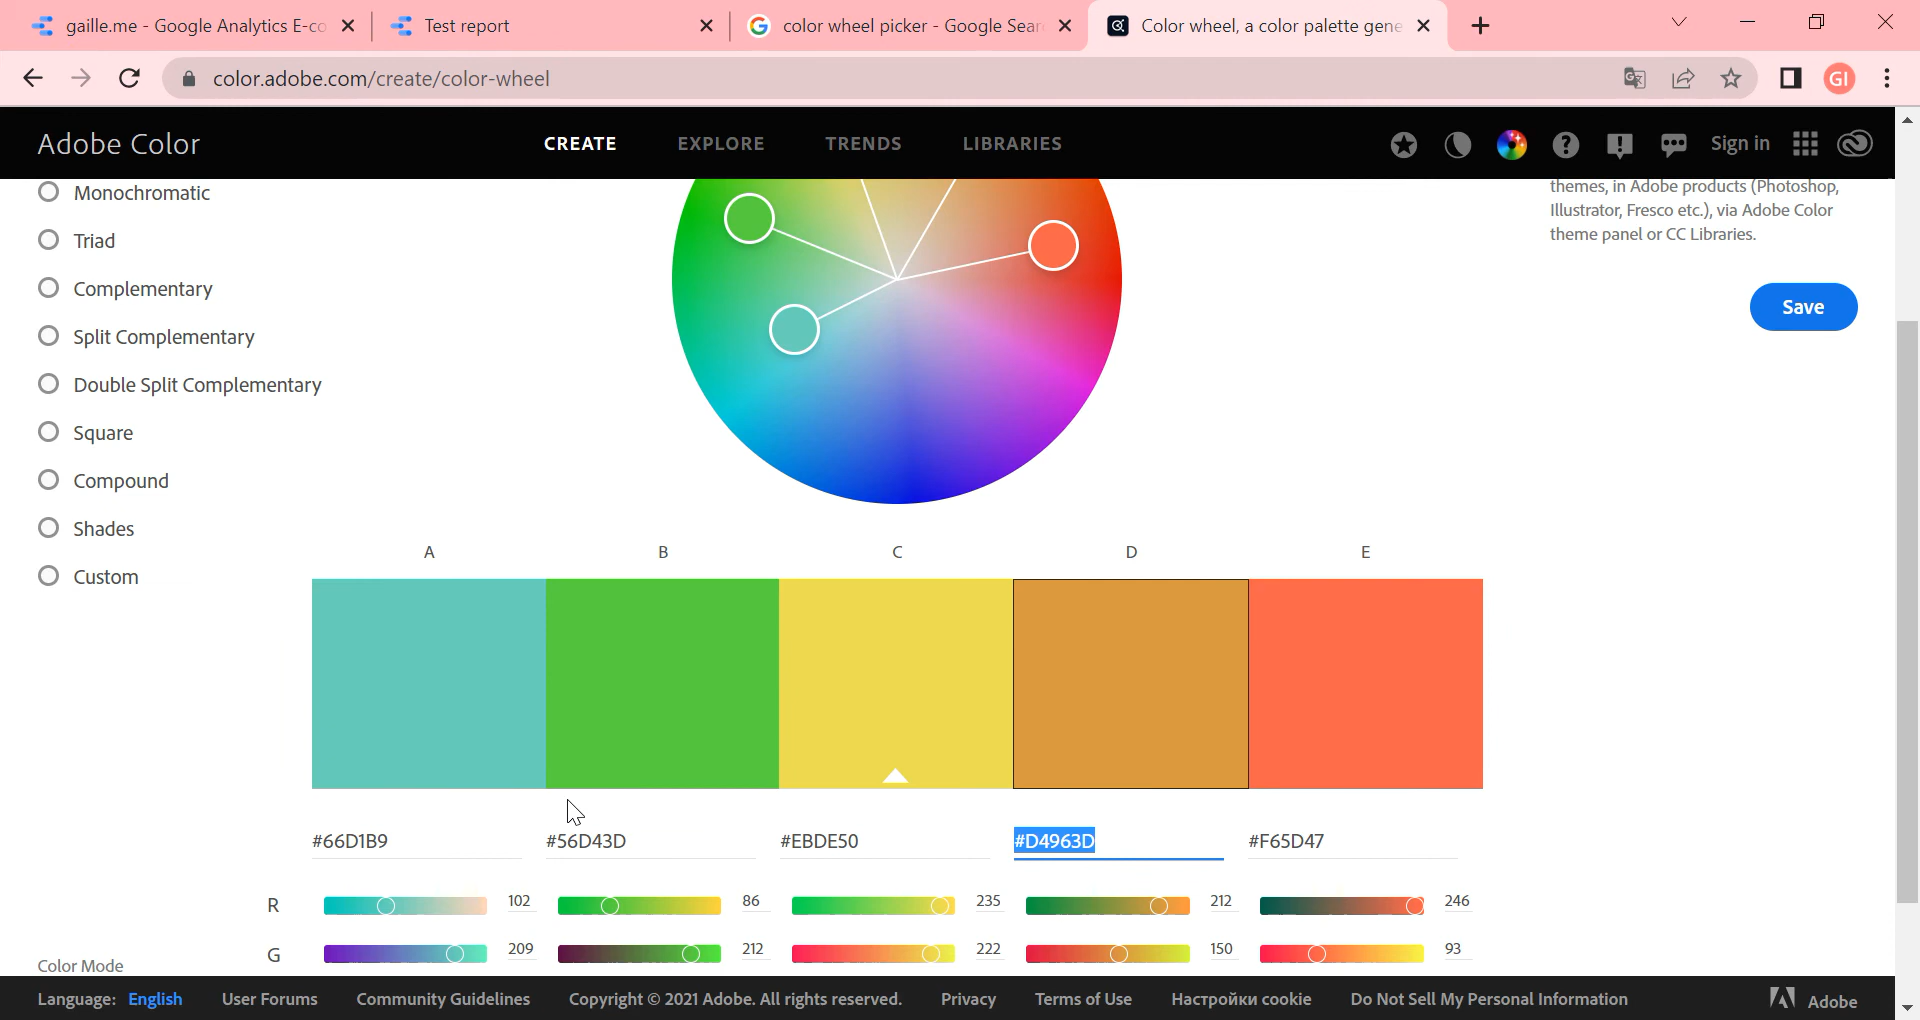 gaille.me - Google Analytics E-co
Test report
color wheel picker - Google Sear
Color wheel, a color palette gene
color.adobe.com/create/color-wheel
GI
Adobe Color
CREATE
EXPLORE
TRENDS
LIBRARIES
Sign in
Monochromatic
Triad
Complementary
Split Complementary
Double Split Complementary
Square
Compound
Shades
Custom
themes, in Adobe products (Photoshop,
Illustrator, Fresco etc.), via Adobe Color
theme panel or CC Libraries.
Save
A B C D E
#66D1B9 #56D43D #EBDE50 #D4963D #F65D47
R 102 86 235 212 246
G 209 212 222 150 93
Color Mode
Language: English User Forums Community Guidelines Copyright © 2021 Adobe. All rights reserved. Privacy Terms of Use Настройки cookie Do Not Sell My Personal Information Adobe